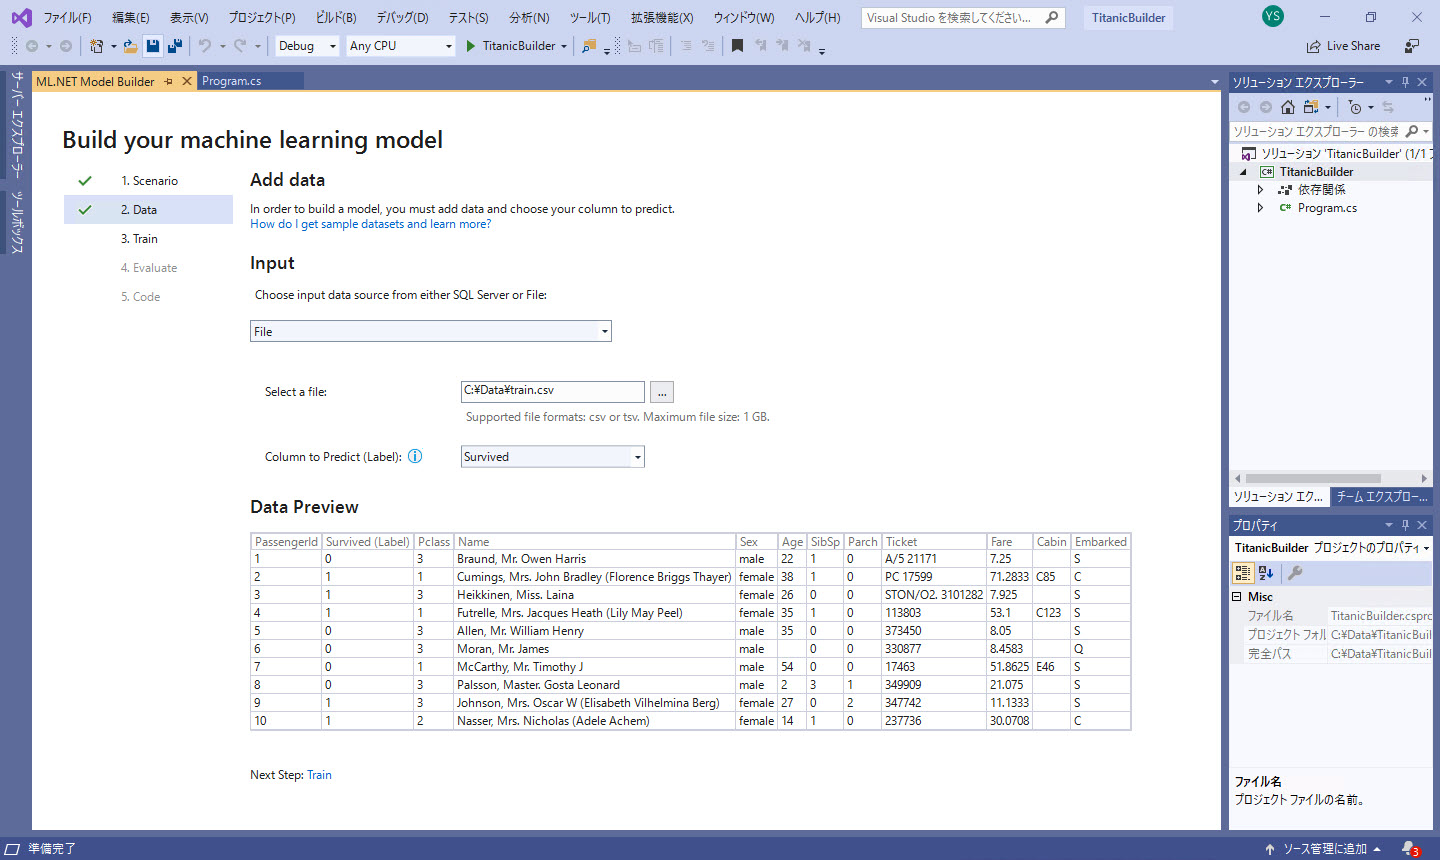 ファイル(F) 編集(E) 表示(V) プロジェクト(P) ビルド(B) デバッグ(D) テスト(S) 分析(N) ツール(T) 拡張機能(X) ウィンドウ(W) ヘルプ(H) Visual Studio を検索してください... TitanicBuilder YS
Debug Any CPU TitanicBuilder Live Share
サーバー エクスプローラー
ツールボックス
ML.NET Model Builder Program.cs
Build your machine learning model
1. Scenario
2. Data
3. Train
4. Evaluate
5. Code
Add data
In order to build a model, you must add data and choose your column to predict.
How do I get sample datasets and learn more?
Input
Choose input data source from either SQL Server or File:
File
Select a file: C:¥Data¥train.csv ...
Supported file formats: csv or tsv. Maximum file size: 1 GB.
Column to Predict (Label): Survived
Data Preview
PassengerId Survived (Label) Pclass Name Sex Age SibSp Parch Ticket Fare Cabin Embarked
1 0 3 Braund, Mr. Owen Harris male 22 1 0 A/5 21171 7.25 S
2 1 1 Cumings, Mrs. John Bradley (Florence Briggs Thayer) female 38 1 0 PC 17599 71.2833 C85 C
3 1 3 Heikkinen, Miss. Laina female 26 0 0 STON/O2. 3101282 7.925 S
4 1 1 Futrelle, Mrs. Jacques Heath (Lily May Peel) female 35 1 0 113803 53.1 C123 S
5 0 3 Allen, Mr. William Henry male 35 0 0 373450 8.05 S
6 0 3 Moran, Mr. James male 0 0 330877 8.4583 Q
7 0 1 McCarthy, Mr. Timothy J male 54 0 0 17463 51.8625 E46 S
8 0 3 Palsson, Master. Gosta Leonard male 2 3 1 349909 21.075 S
9 1 3 Johnson, Mrs. Oscar W (Elisabeth Vilhelmina Berg) female 27 0 2 347742 11.1333 S
10 1 2 Nasser, Mrs. Nicholas (Adele Achem) female 14 1 0 237736 30.0708 C
Next Step: Train
ソリューション エクスプローラー
ソリューション エクスプローラー の検索
ソリューション 'TitanicBuilder' (1/1
C# TitanicBuilder
依存関係
C# Program.cs
ソリューション エク... チーム エクスプロー...
プロパティ
TitanicBuilder プロジェクトのプロパティ
Misc
ファイル名 TitanicBuilder.cspro
プロジェクト フォル C:¥Data¥TitanicBuil
完全パス C:¥Data¥TitanicBuil
ファイル名
プロジェクト ファイルの名前。
準備完了 ソース管理に追加 3